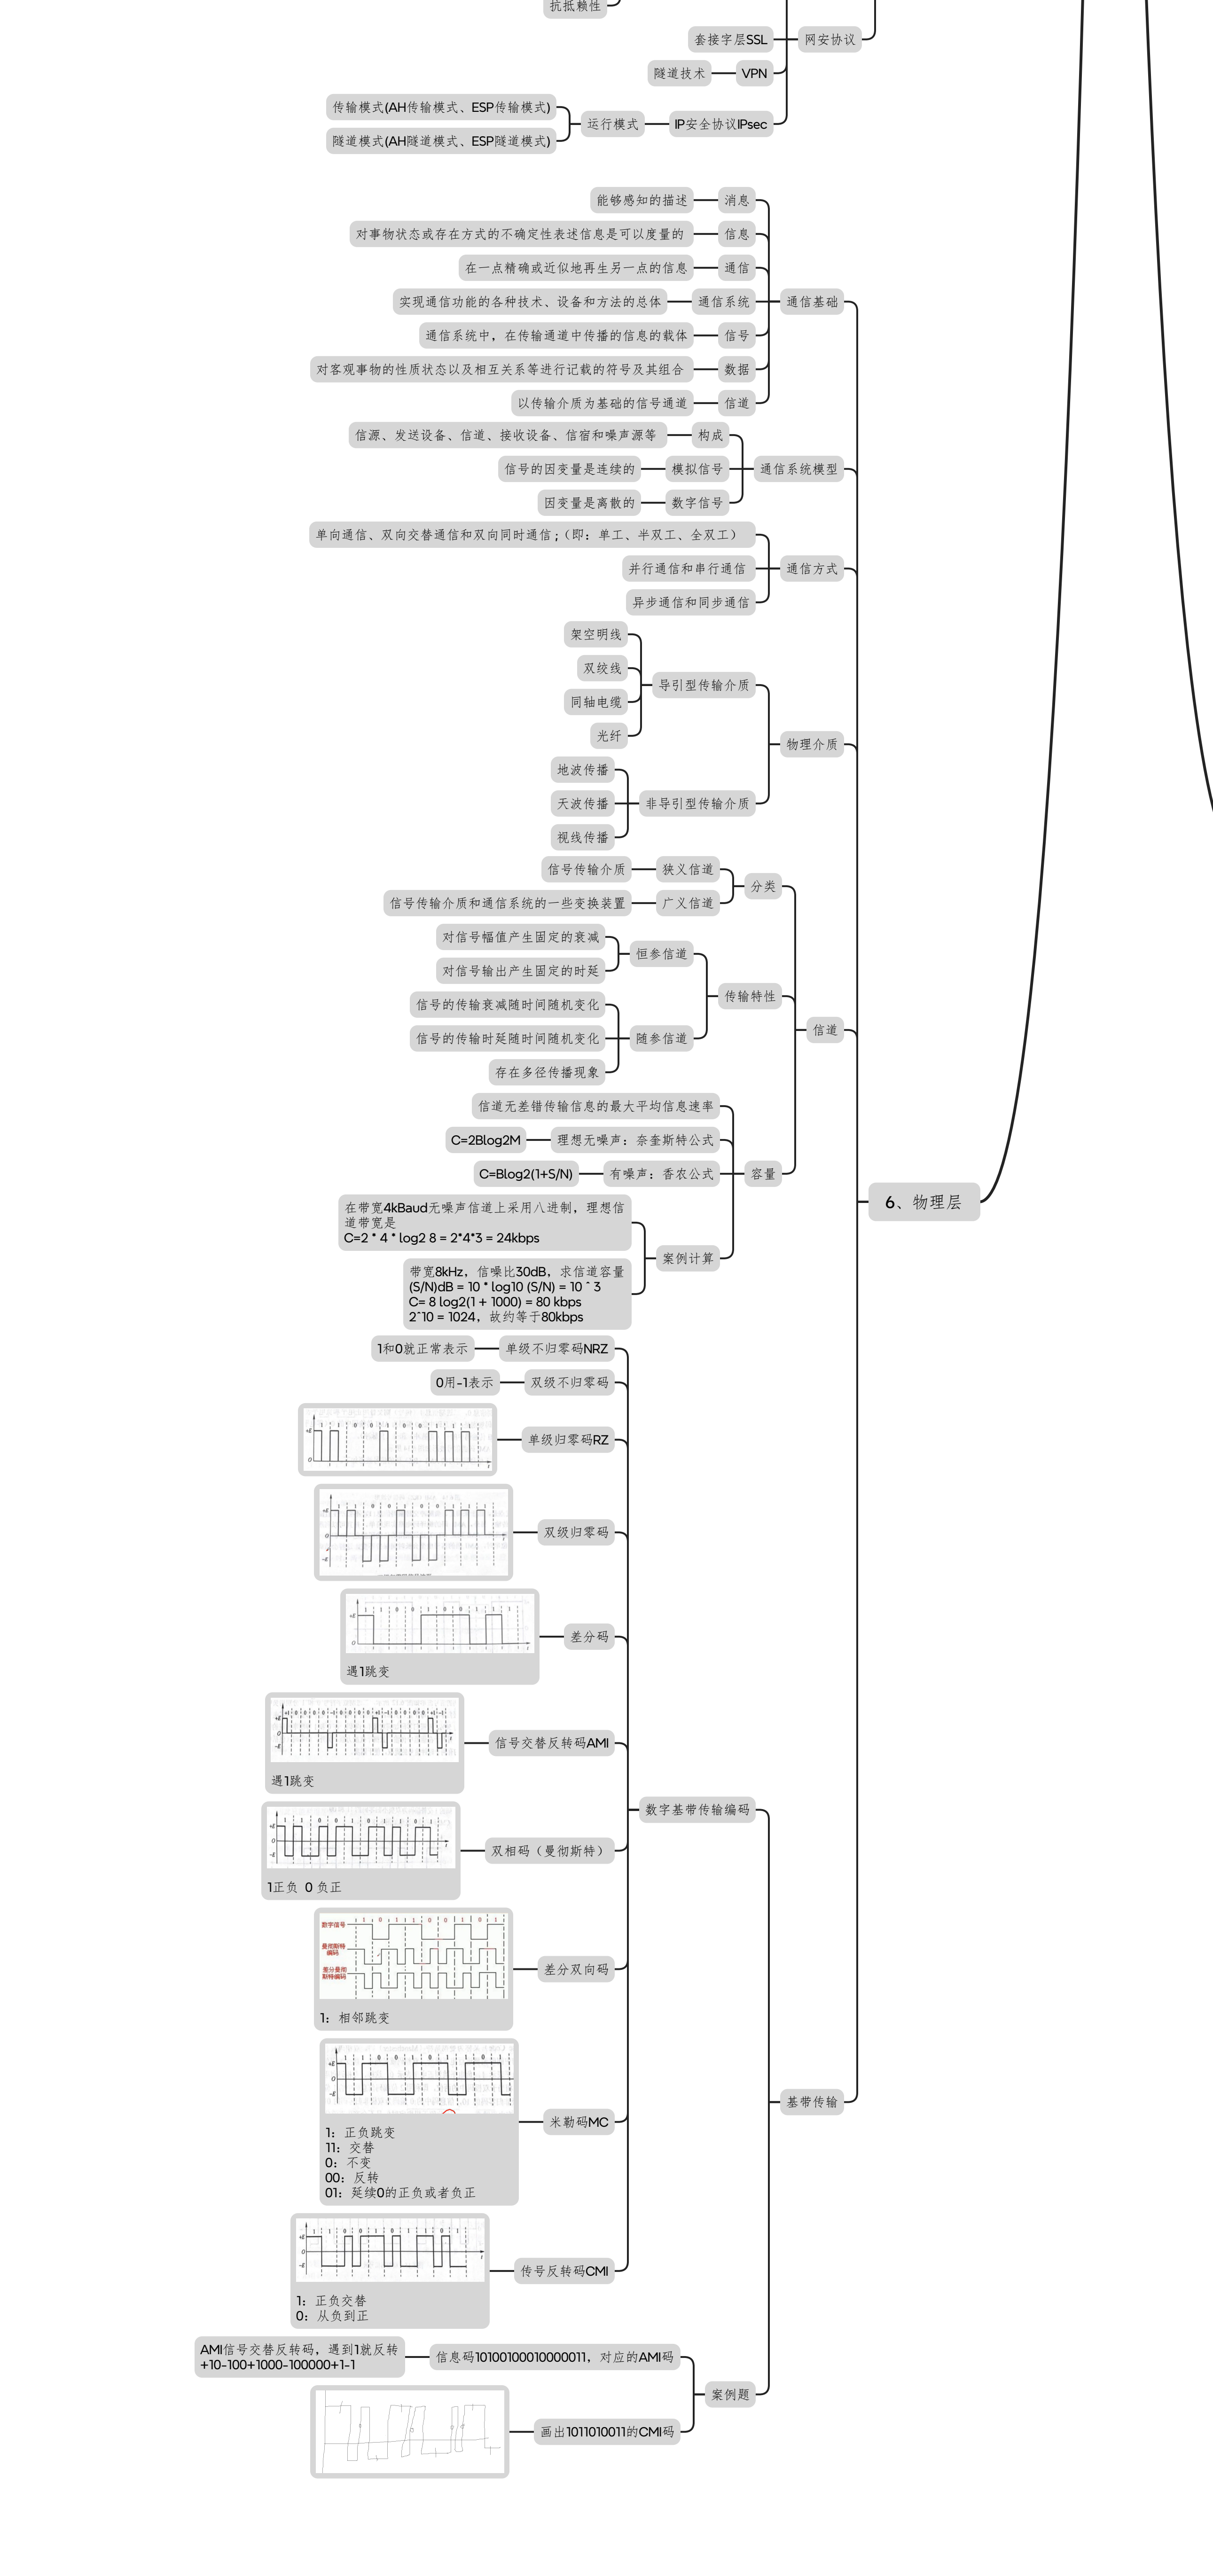 抗抵赖性
网安协议
套接字层SSL
VPN
隧道技术
IP安全协议IPsec
运行模式
传输模式(AH传输模式、ESP传输模式)
隧道模式(AH隧道模式、ESP隧道模式)
6、物理层
通信基础
消息
能够感知的描述
信息
对事物状态或存在方式的不确定性表述信息是可以度量的
通信
在一点精确或近似地再生另一点的信息
通信系统
实现通信功能的各种技术、设备和方法的总体
信号
通信系统中，在传输通道中传播的信息的载体
数据
对客观事物的性质状态以及相互关系等进行记载的符号及其组合
信道
以传输介质为基础的信号通道
通信系统模型
构成
信源、发送设备、信道、接收设备、信宿和噪声源等
模拟信号
信号的因变量是连续的
数字信号
因变量是离散的
通信方式
单向通信、双向交替通信和双向同时通信;（即：单工、半双工、全双工）
并行通信和串行通信
异步通信和同步通信
物理介质
导引型传输介质
架空明线
双绞线
同轴电缆
光纤
非导引型传输介质
地波传播
天波传播
视线传播
信道
分类
狭义信道
信号传输介质
广义信道
信号传输介质和通信系统的一些变换装置
传输特性
恒参信道
对信号幅值产生固定的衰减
对信号输出产生固定的时延
随参信道
信号的传输衰减随时间随机变化
信号的传输时延随时间随机变化
存在多径传播现象
容量
信道无差错传输信息的最大平均信息速率
理想无噪声：奈奎斯特公式
C=2Blog2M
有噪声：香农公式
C=Blog2(1+S/N)
案例计算
在带宽4kBaud无噪声信道上采用八进制，理想信
道带宽是
C=2 * 4 * log2 8 = 2*4*3 = 24kbps
带宽8kHz，信噪比30dB，求信道容量
(S/N)dB = 10 * log10 (S/N) = 10 ^ 3
C= 8 log2(1 + 1000) = 80 kbps
2^10 = 1024，故约等于80kbps
基带传输
数字基带传输编码
单级不归零码NRZ
1和0就正常表示
双级不归零码
0用-1表示
单级归零码RZ
双级归零码
差分码
遇1跳变
信号交替反转码AMI
遇1跳变
双相码（曼彻斯特）
1正负 0 负正
差分双向码
数字信号
曼彻斯特
编码
差分曼彻
斯特编码
1：相邻跳变
米勒码MC
1：正负跳变
11：交替
0：不变
00：反转
01：延续0的正负或者负正
传号反转码CMI
1：正负交替
0：从负到正
案例题
信息码10100100010000011，对应的AMI码
AMI信号交替反转码，遇到1就反转
+10-100+1000-100000+1-1
画出1011010011的CMI码